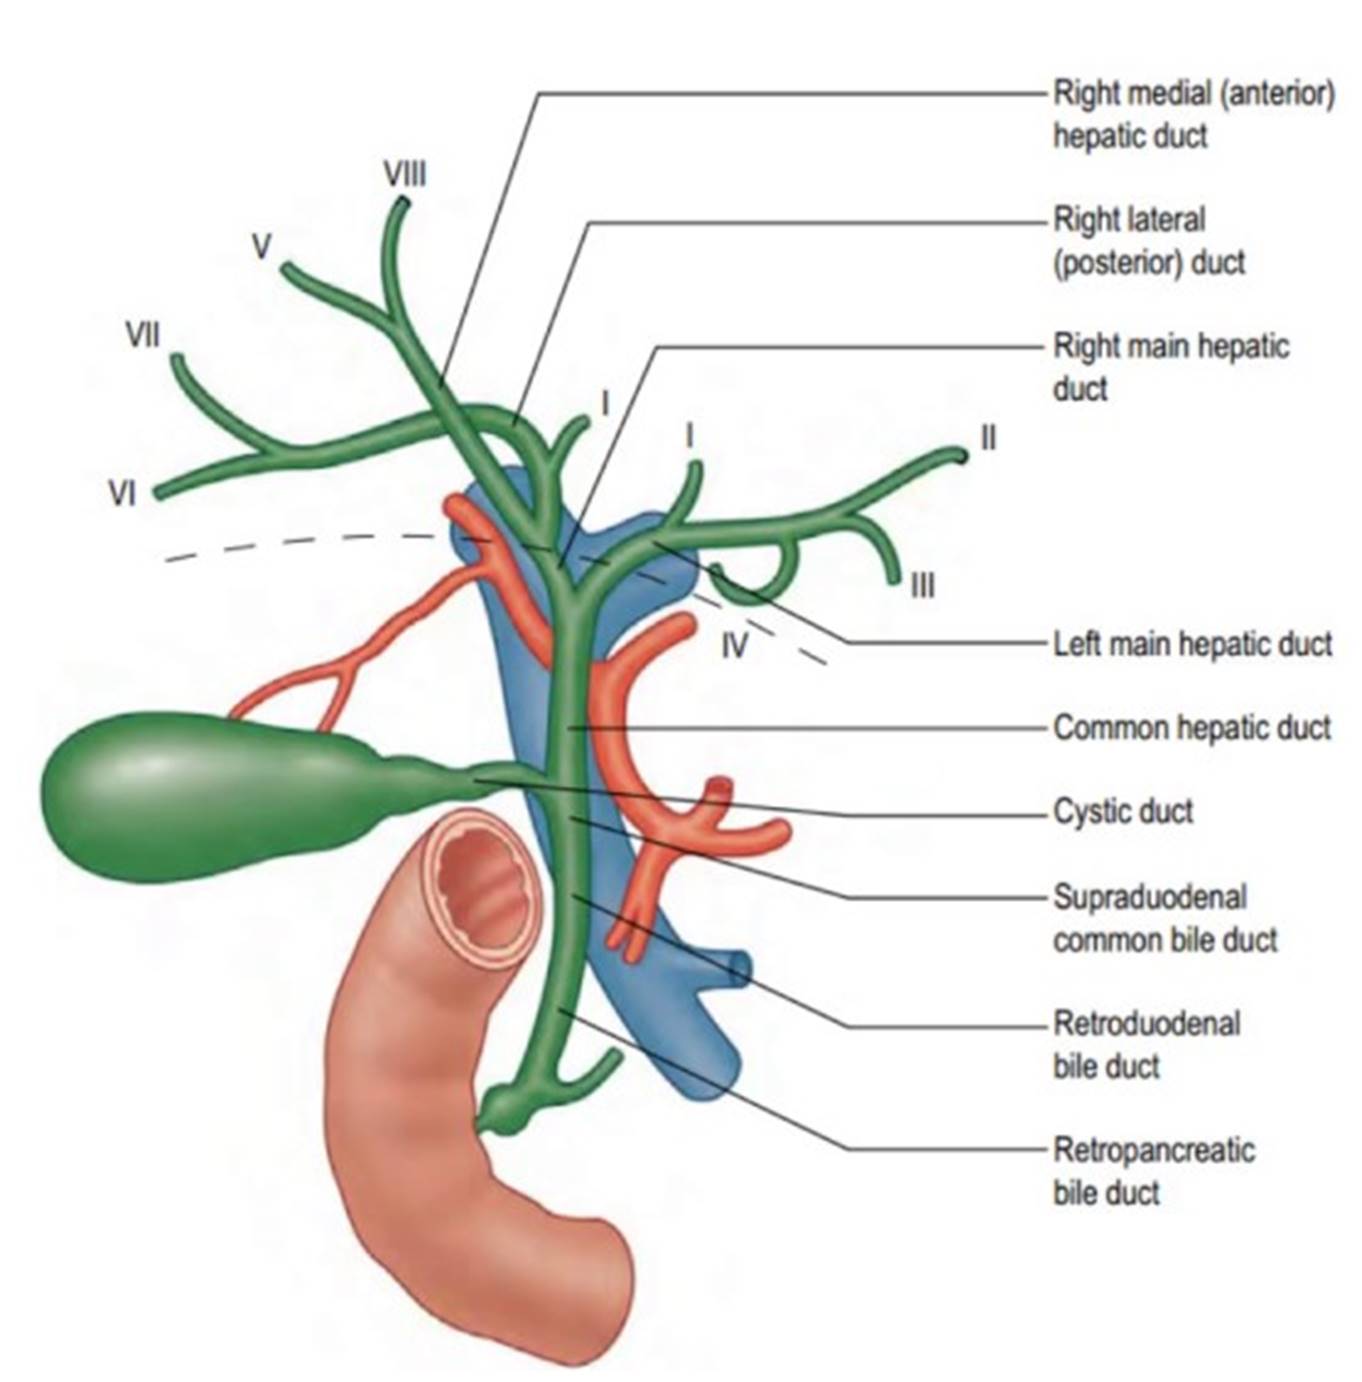 Right medial (anterior)
hepatic duct
VIII
Right lateral
(posterior) duct
V
VII
Right main hepatic
duct
I
I
II
VI
III
IV
Left main hepatic duct
Common hepatic duct
Cystic duct
Supraduodenal
common bile duct
Retroduodenal
bile duct
Retropancreatic
bile duct